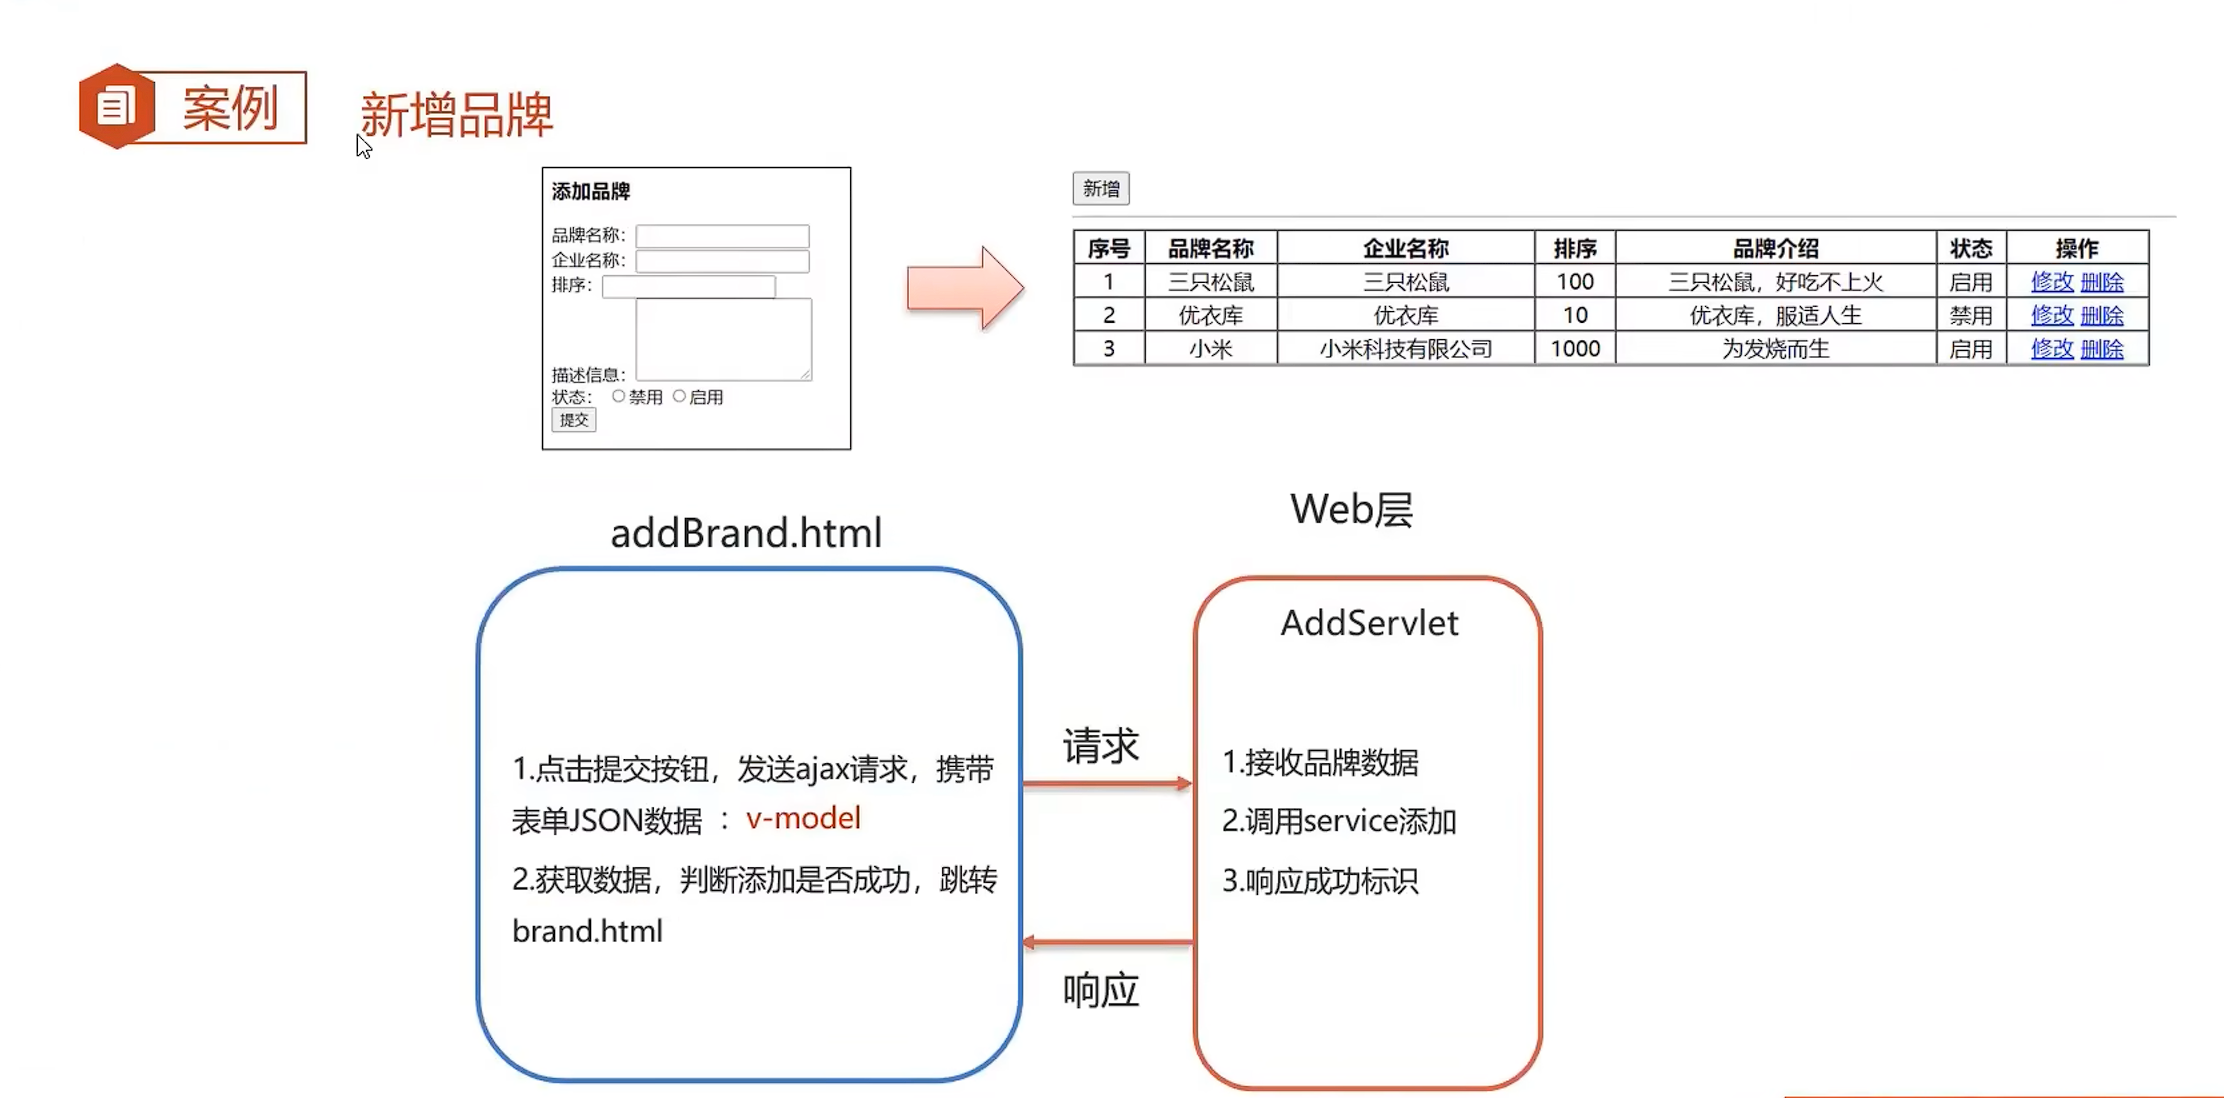 案例
新增品牌
添加品牌
品牌名称：
企业名称：
排序：
描述信息：
状态： 禁用 启用
提交
新增
序号 品牌名称 企业名称 排序 品牌介绍 状态 操作
1 三只松鼠 三只松鼠 100 三只松鼠，好吃不上火 启用 修改 删除
2 优衣库 优衣库 10 优衣库，服适人生 禁用 修改 删除
3 小米 小米科技有限公司 1000 为发烧而生 启用 修改 删除
addBrand.html
1.点击提交按钮，发送ajax请求，携带
表单JSON数据 ：v-model
2.获取数据，判断添加是否成功，跳转
brand.html
请求
响应
Web层
AddServlet
1.接收品牌数据
2.调用service添加
3.响应成功标识